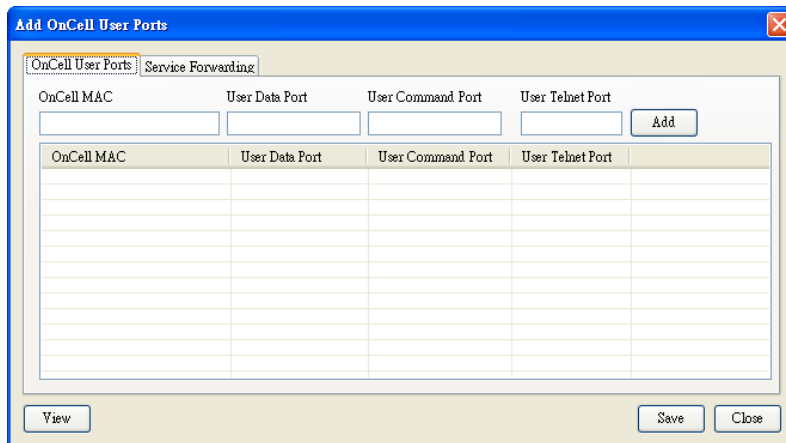 Add OnCell User Ports
OnCell User Ports Service Forwarding
OnCell MAC User Data Port User Command Port User Telnet Port
Add
OnCell MAC User Data Port User Command Port User Telnet Port
View Save Close